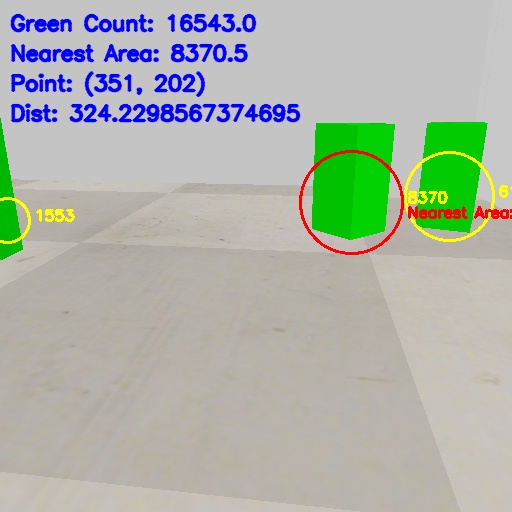 Green Count: 16543.0
Nearest Area: 8370.5
Point: (351, 202)
Dist: 324.2298567374695
8370
Nearest Area:
1553